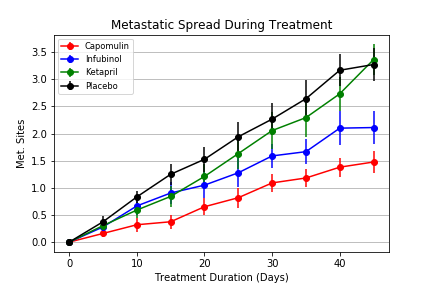 Metastatic Spread During Treatment
Capomulin
Infubinol
Ketapril
Placebo
Met. Sites
3.5
3.0
2.5
2.0
1.5
1.0
0.5
0.0
0 10 20 30 40
Treatment Duration (Days)